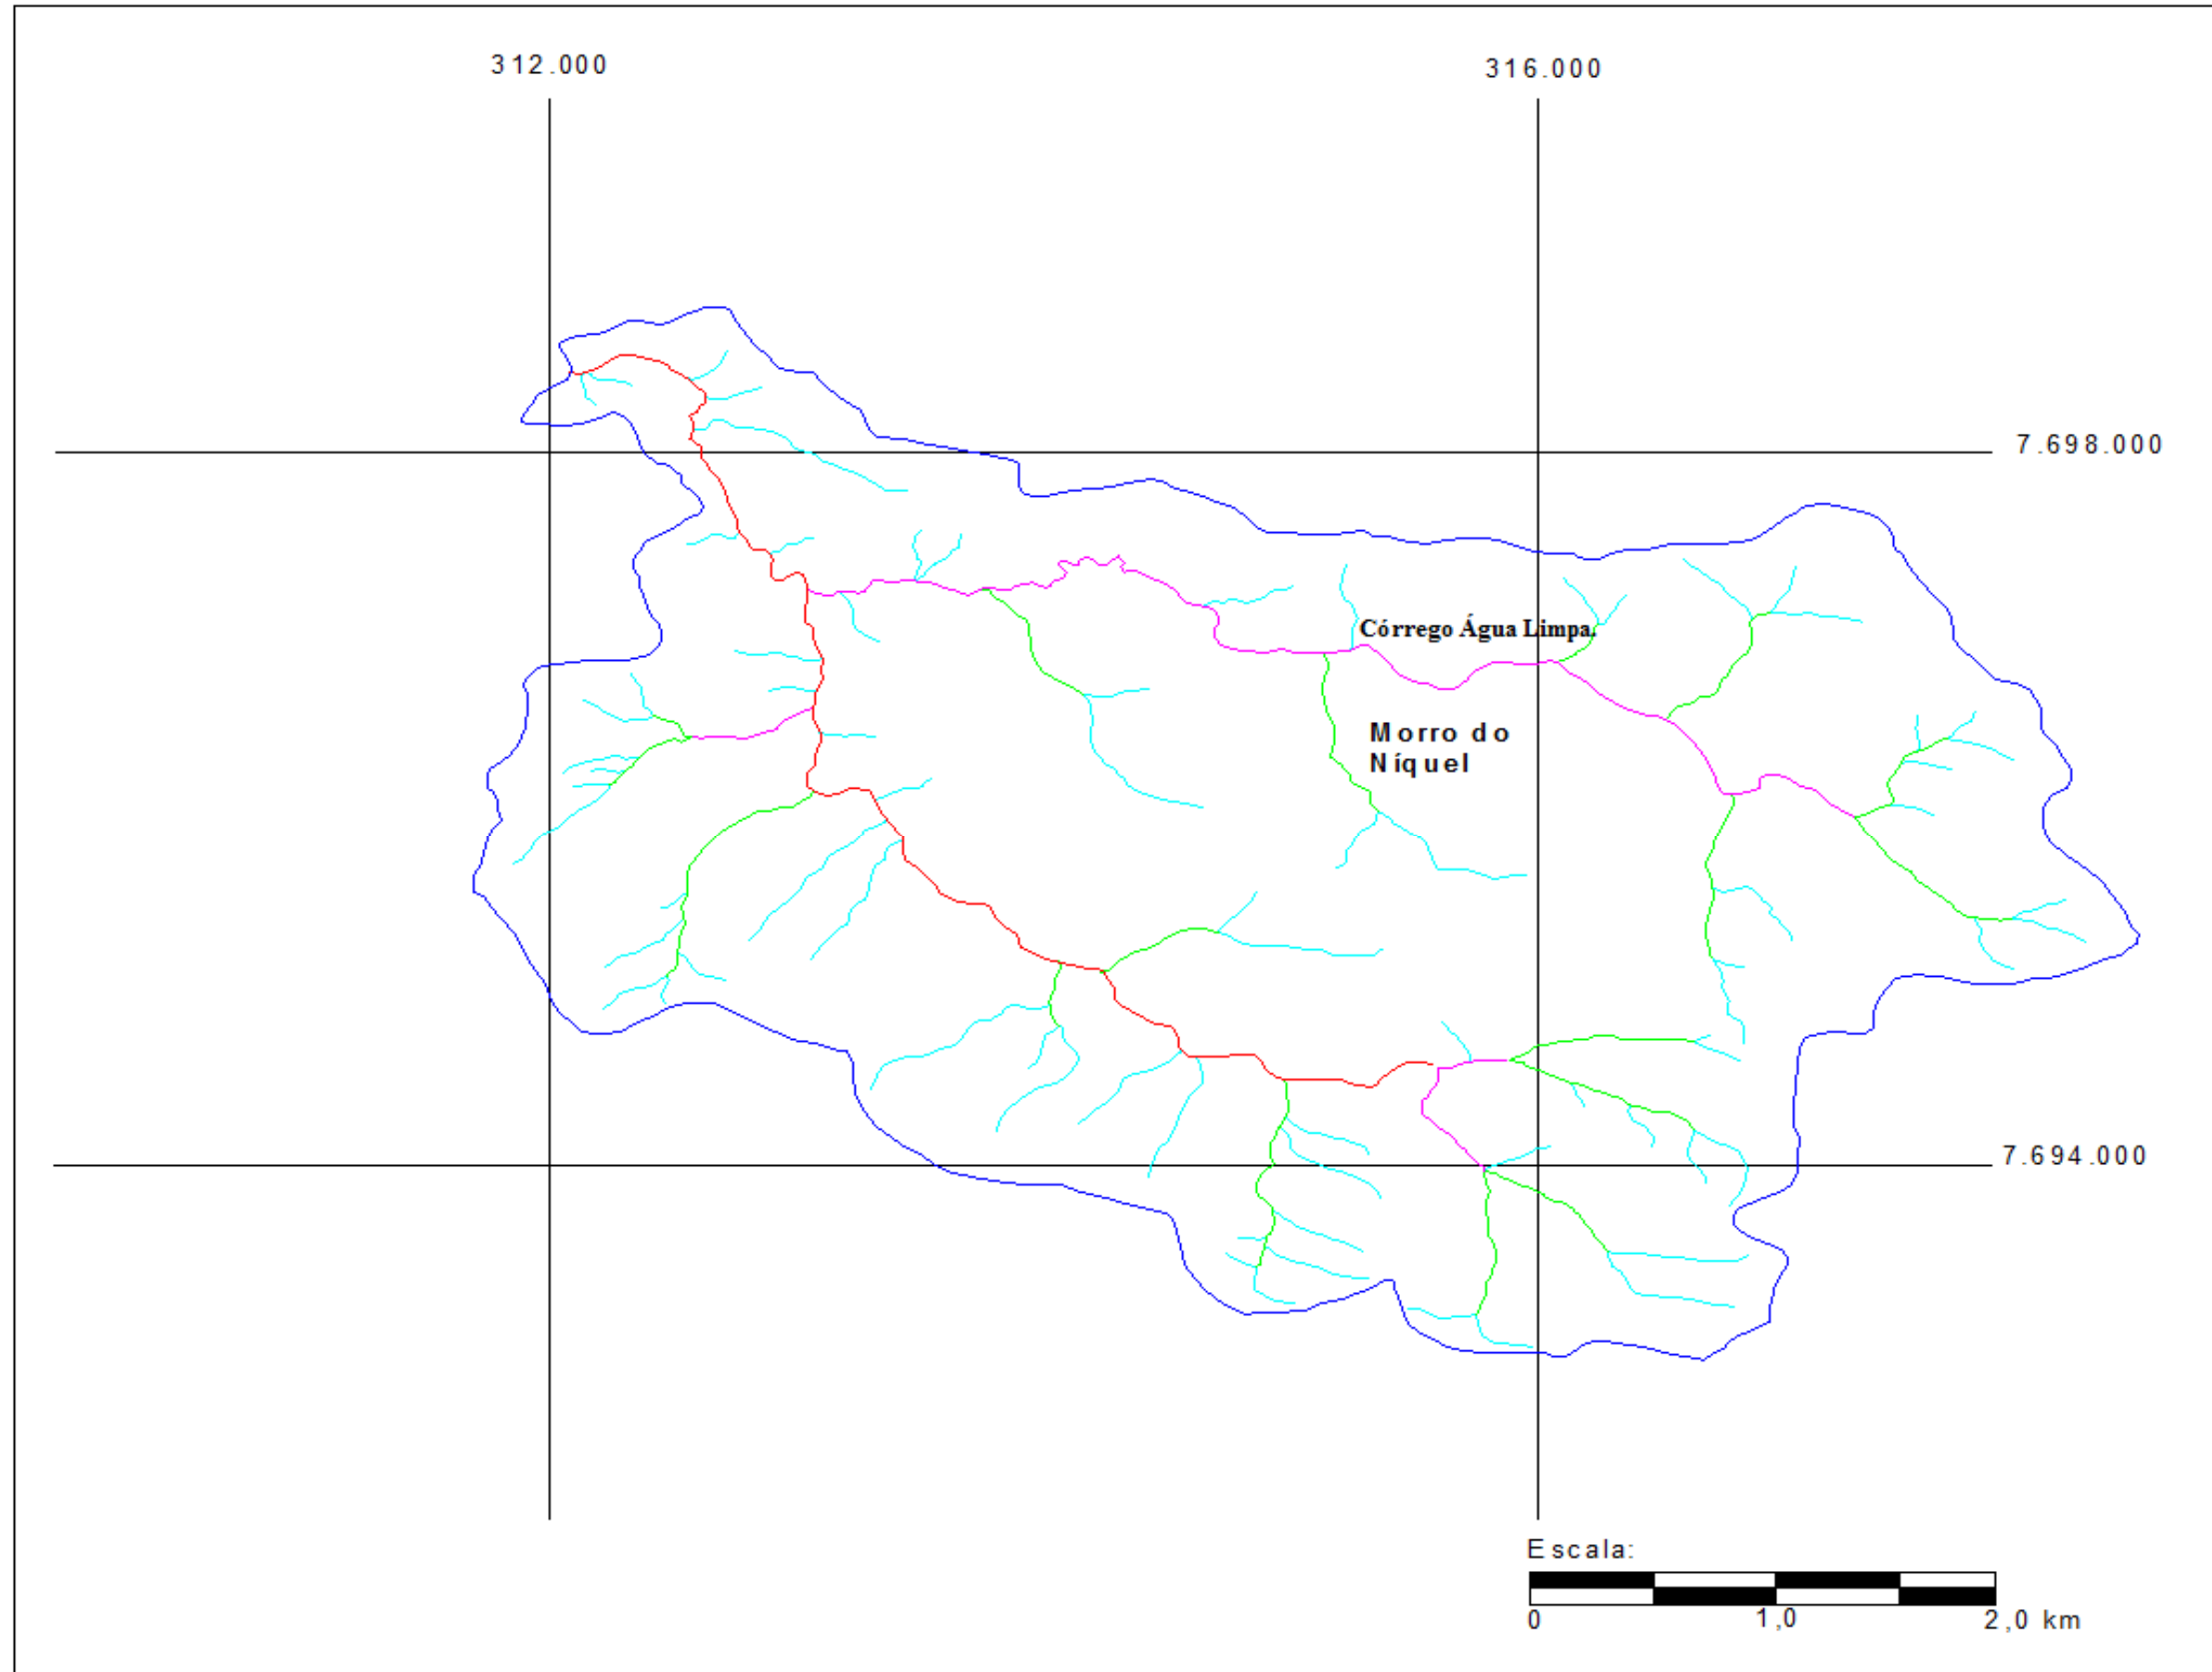 312.000
316.000
7.698.000
Córrego Água Limpa.
Morro do
Níquel
7.694.000
Escala:
0 1,0 2,0 km